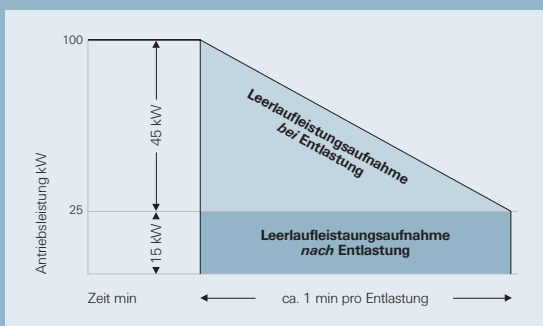 100
45 kW
Leerlaufleistungsaufnahme
bei Entlastung
Antriebsleistung kW
25
15 kW
Leerlaufleistaungsaufnahme
nach Entlastung
Zeit min
ca. 1 min pro Entlastung